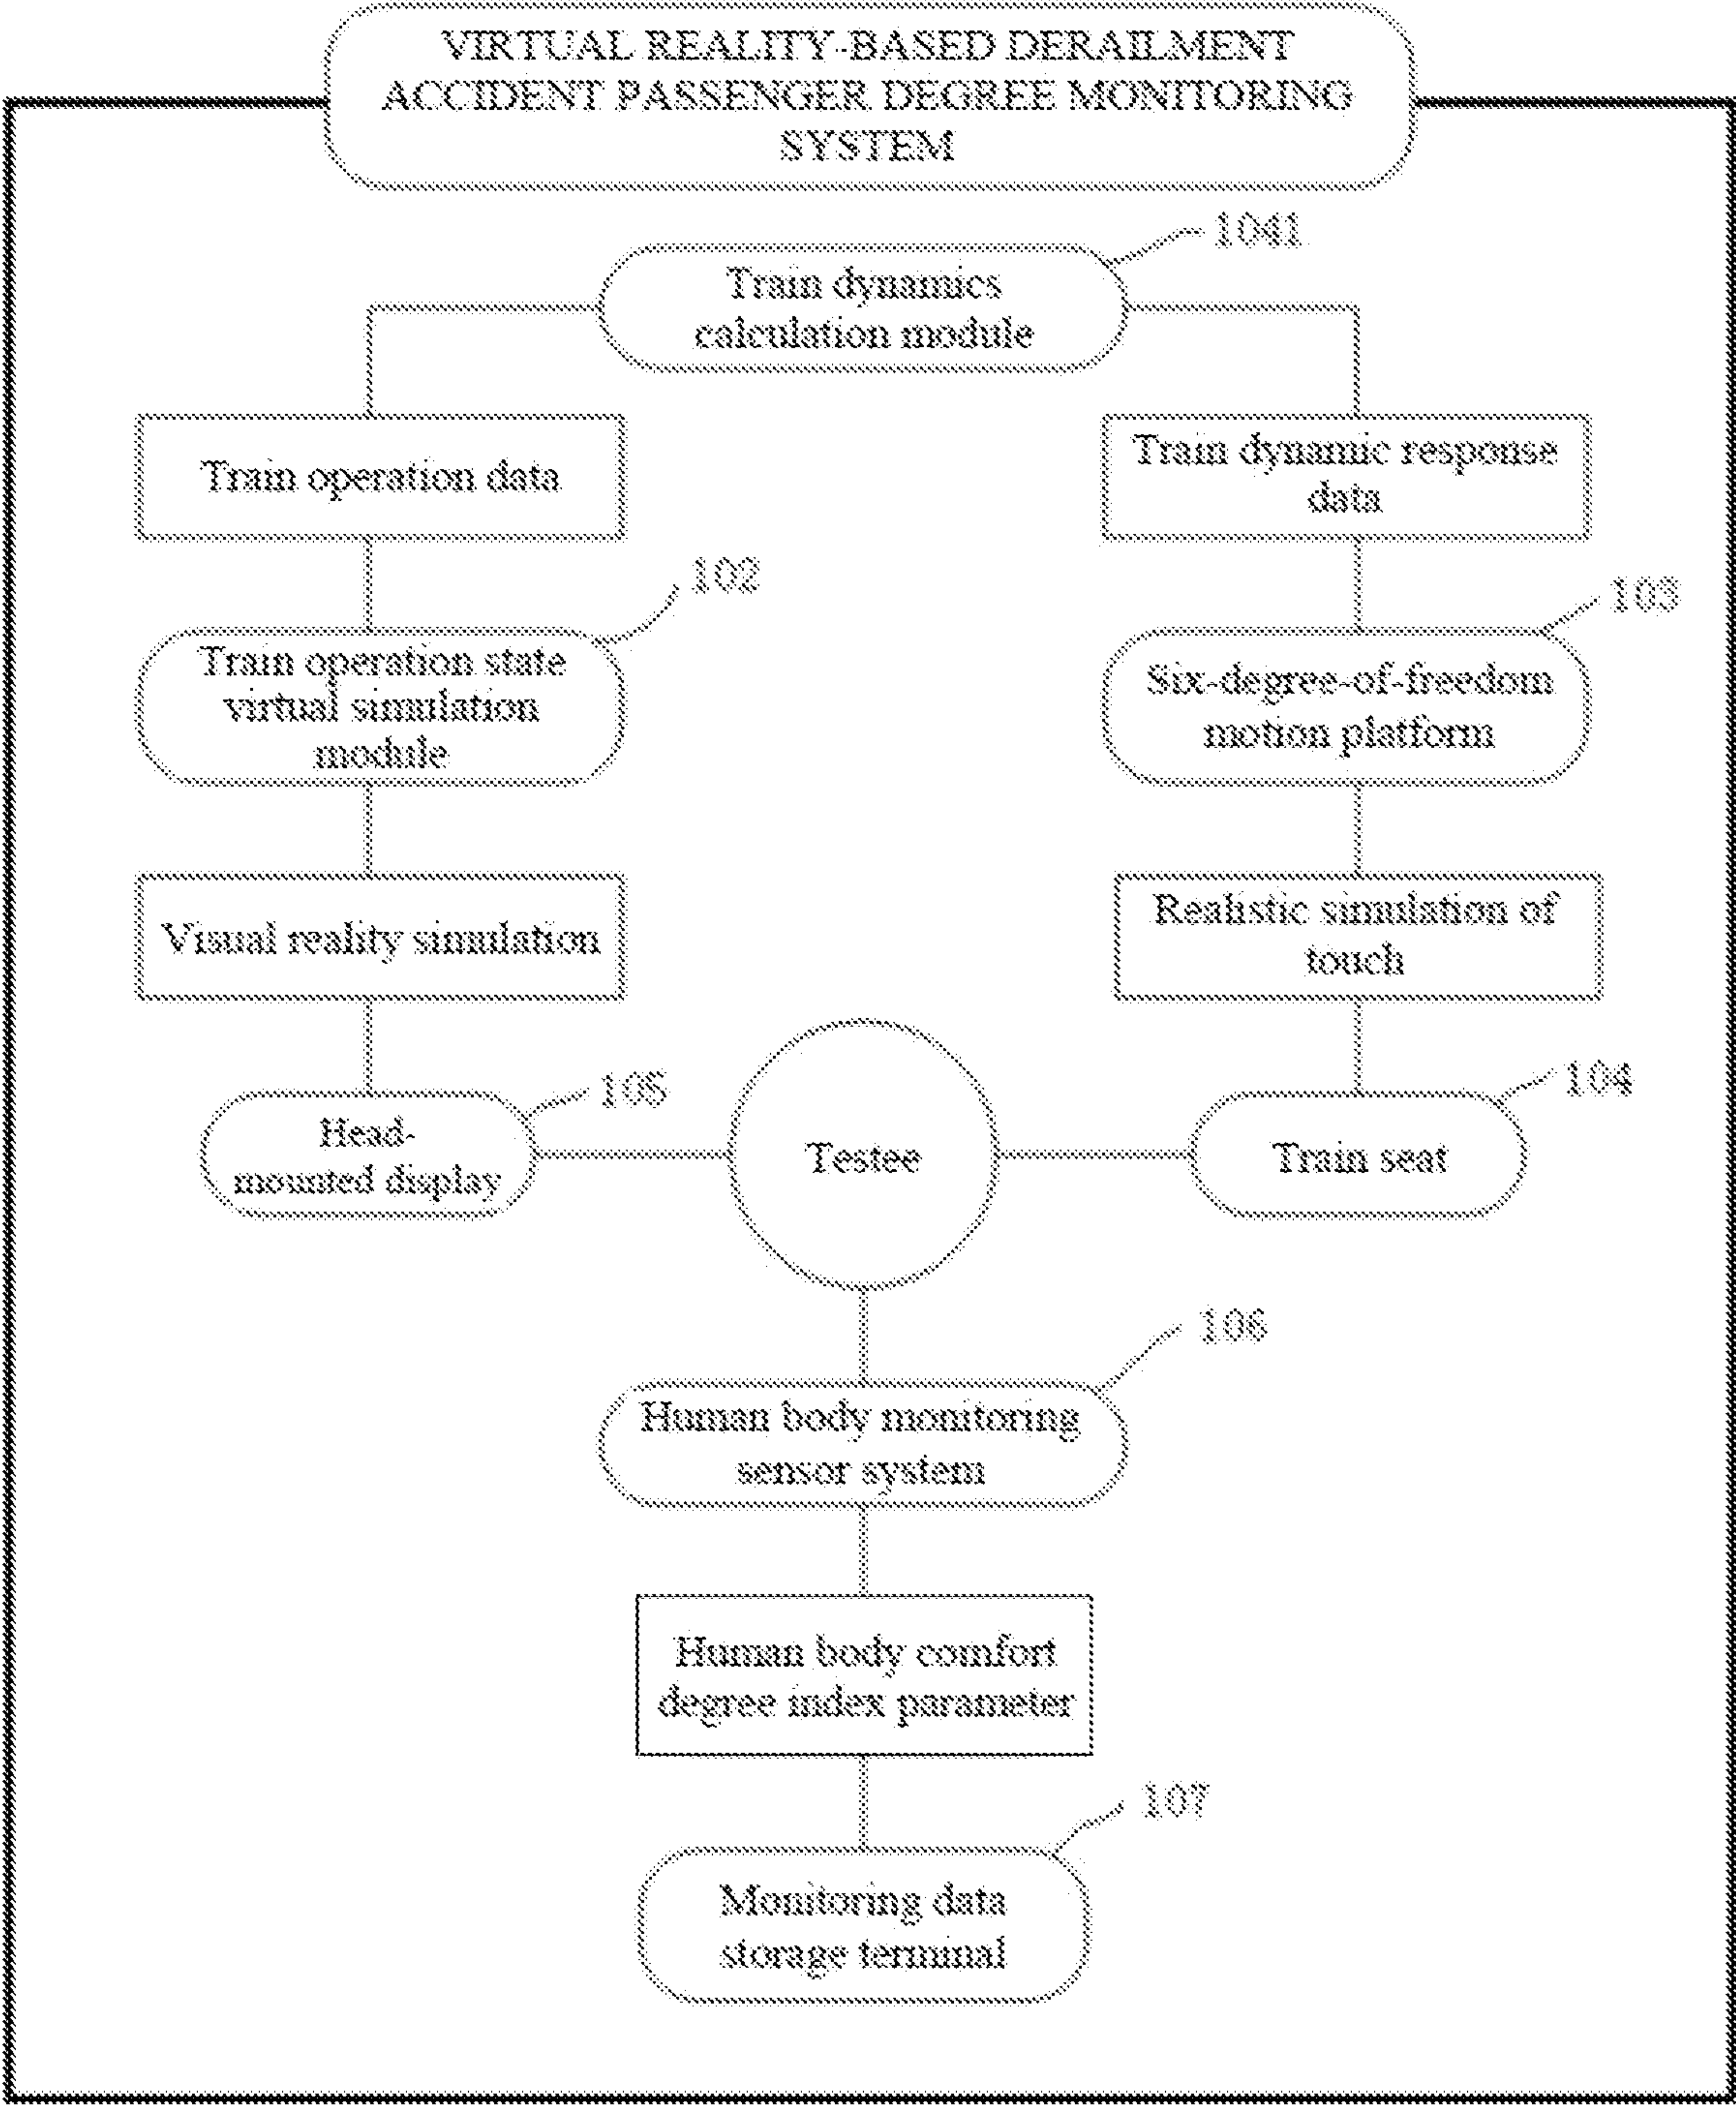 VIRTUAL REALITY-BASED DERAILMENT
ACCIDENT PASSENGER DEGREE MONITORING
SYSTEM
1041
Train dynamics
calculation module
Train operation data
Train dynamic response
data
102
103
Train operation state
virtual simulation
module
Six-degree-of-freedom
motion platform
Visual reality simulation
Realistic simulation of
touch
105
104
Head-
mounted display
Testee
Train seat
106
Human body monitoring
sensor system
Human body comfort
degree index parameter
107
Monitoring data
storage terminal